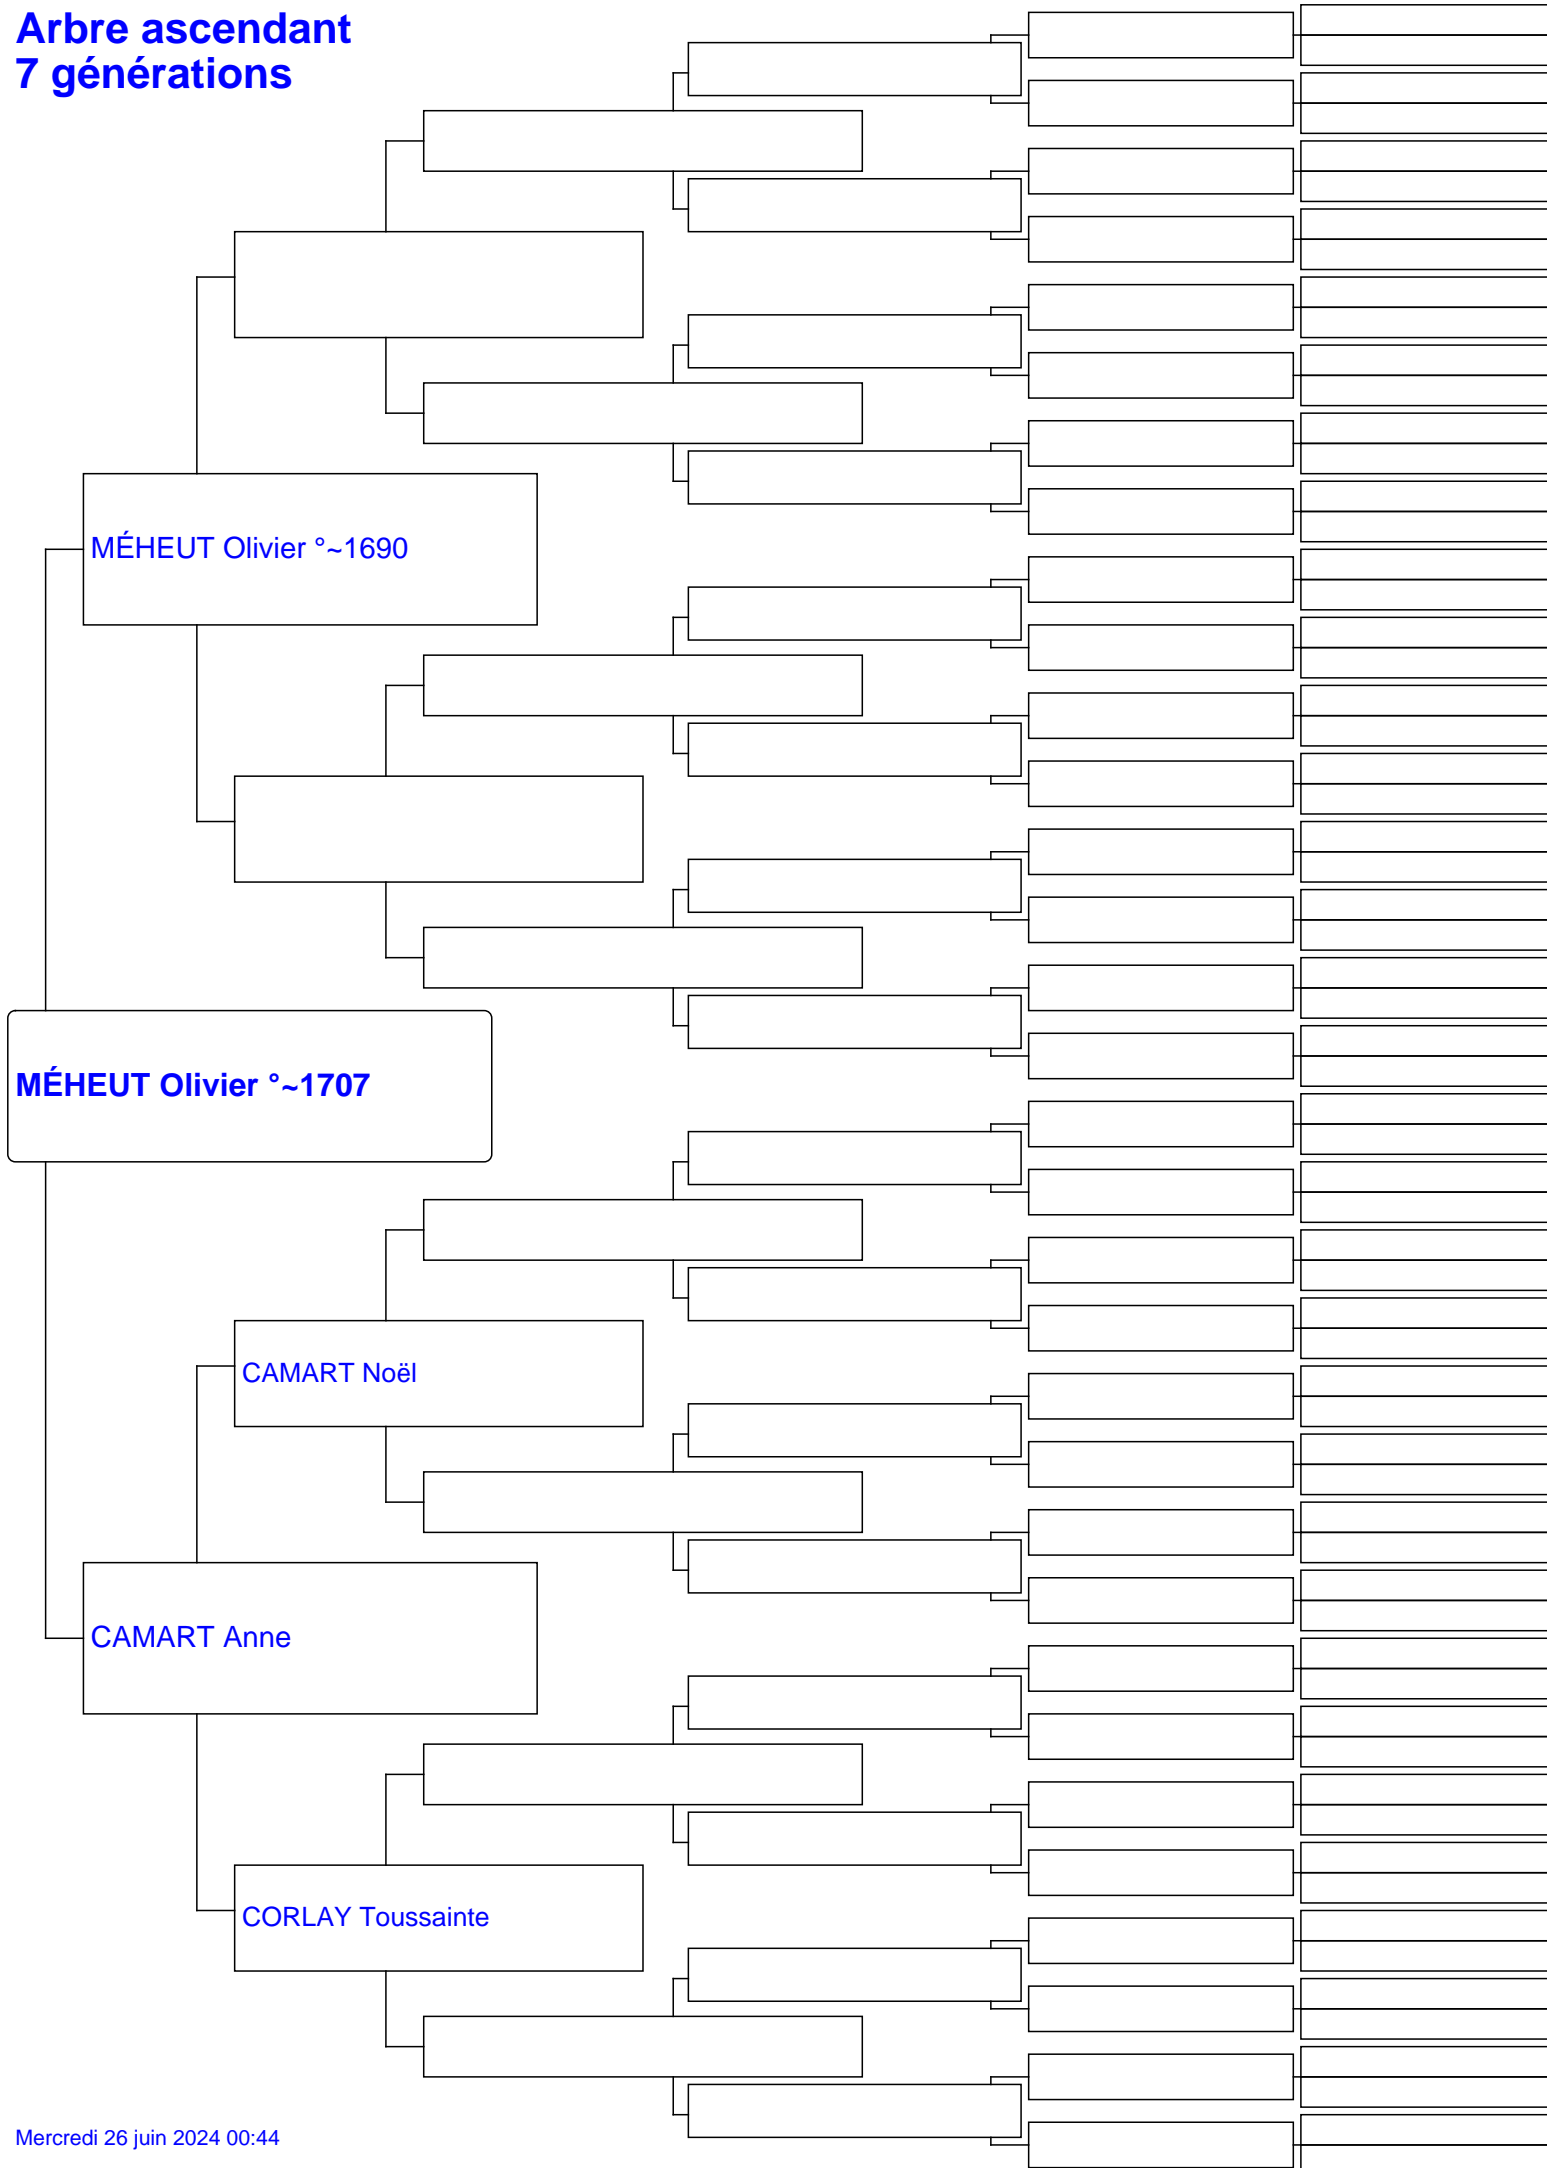 Arbre ascendant
7 générations
MÉHEUT Olivier °~1690
MÉHEUT Olivier °~1707
CAMART Noël
CAMART Anne
CORLAY Toussainte
Mercredi 26 juin 2024 00:44